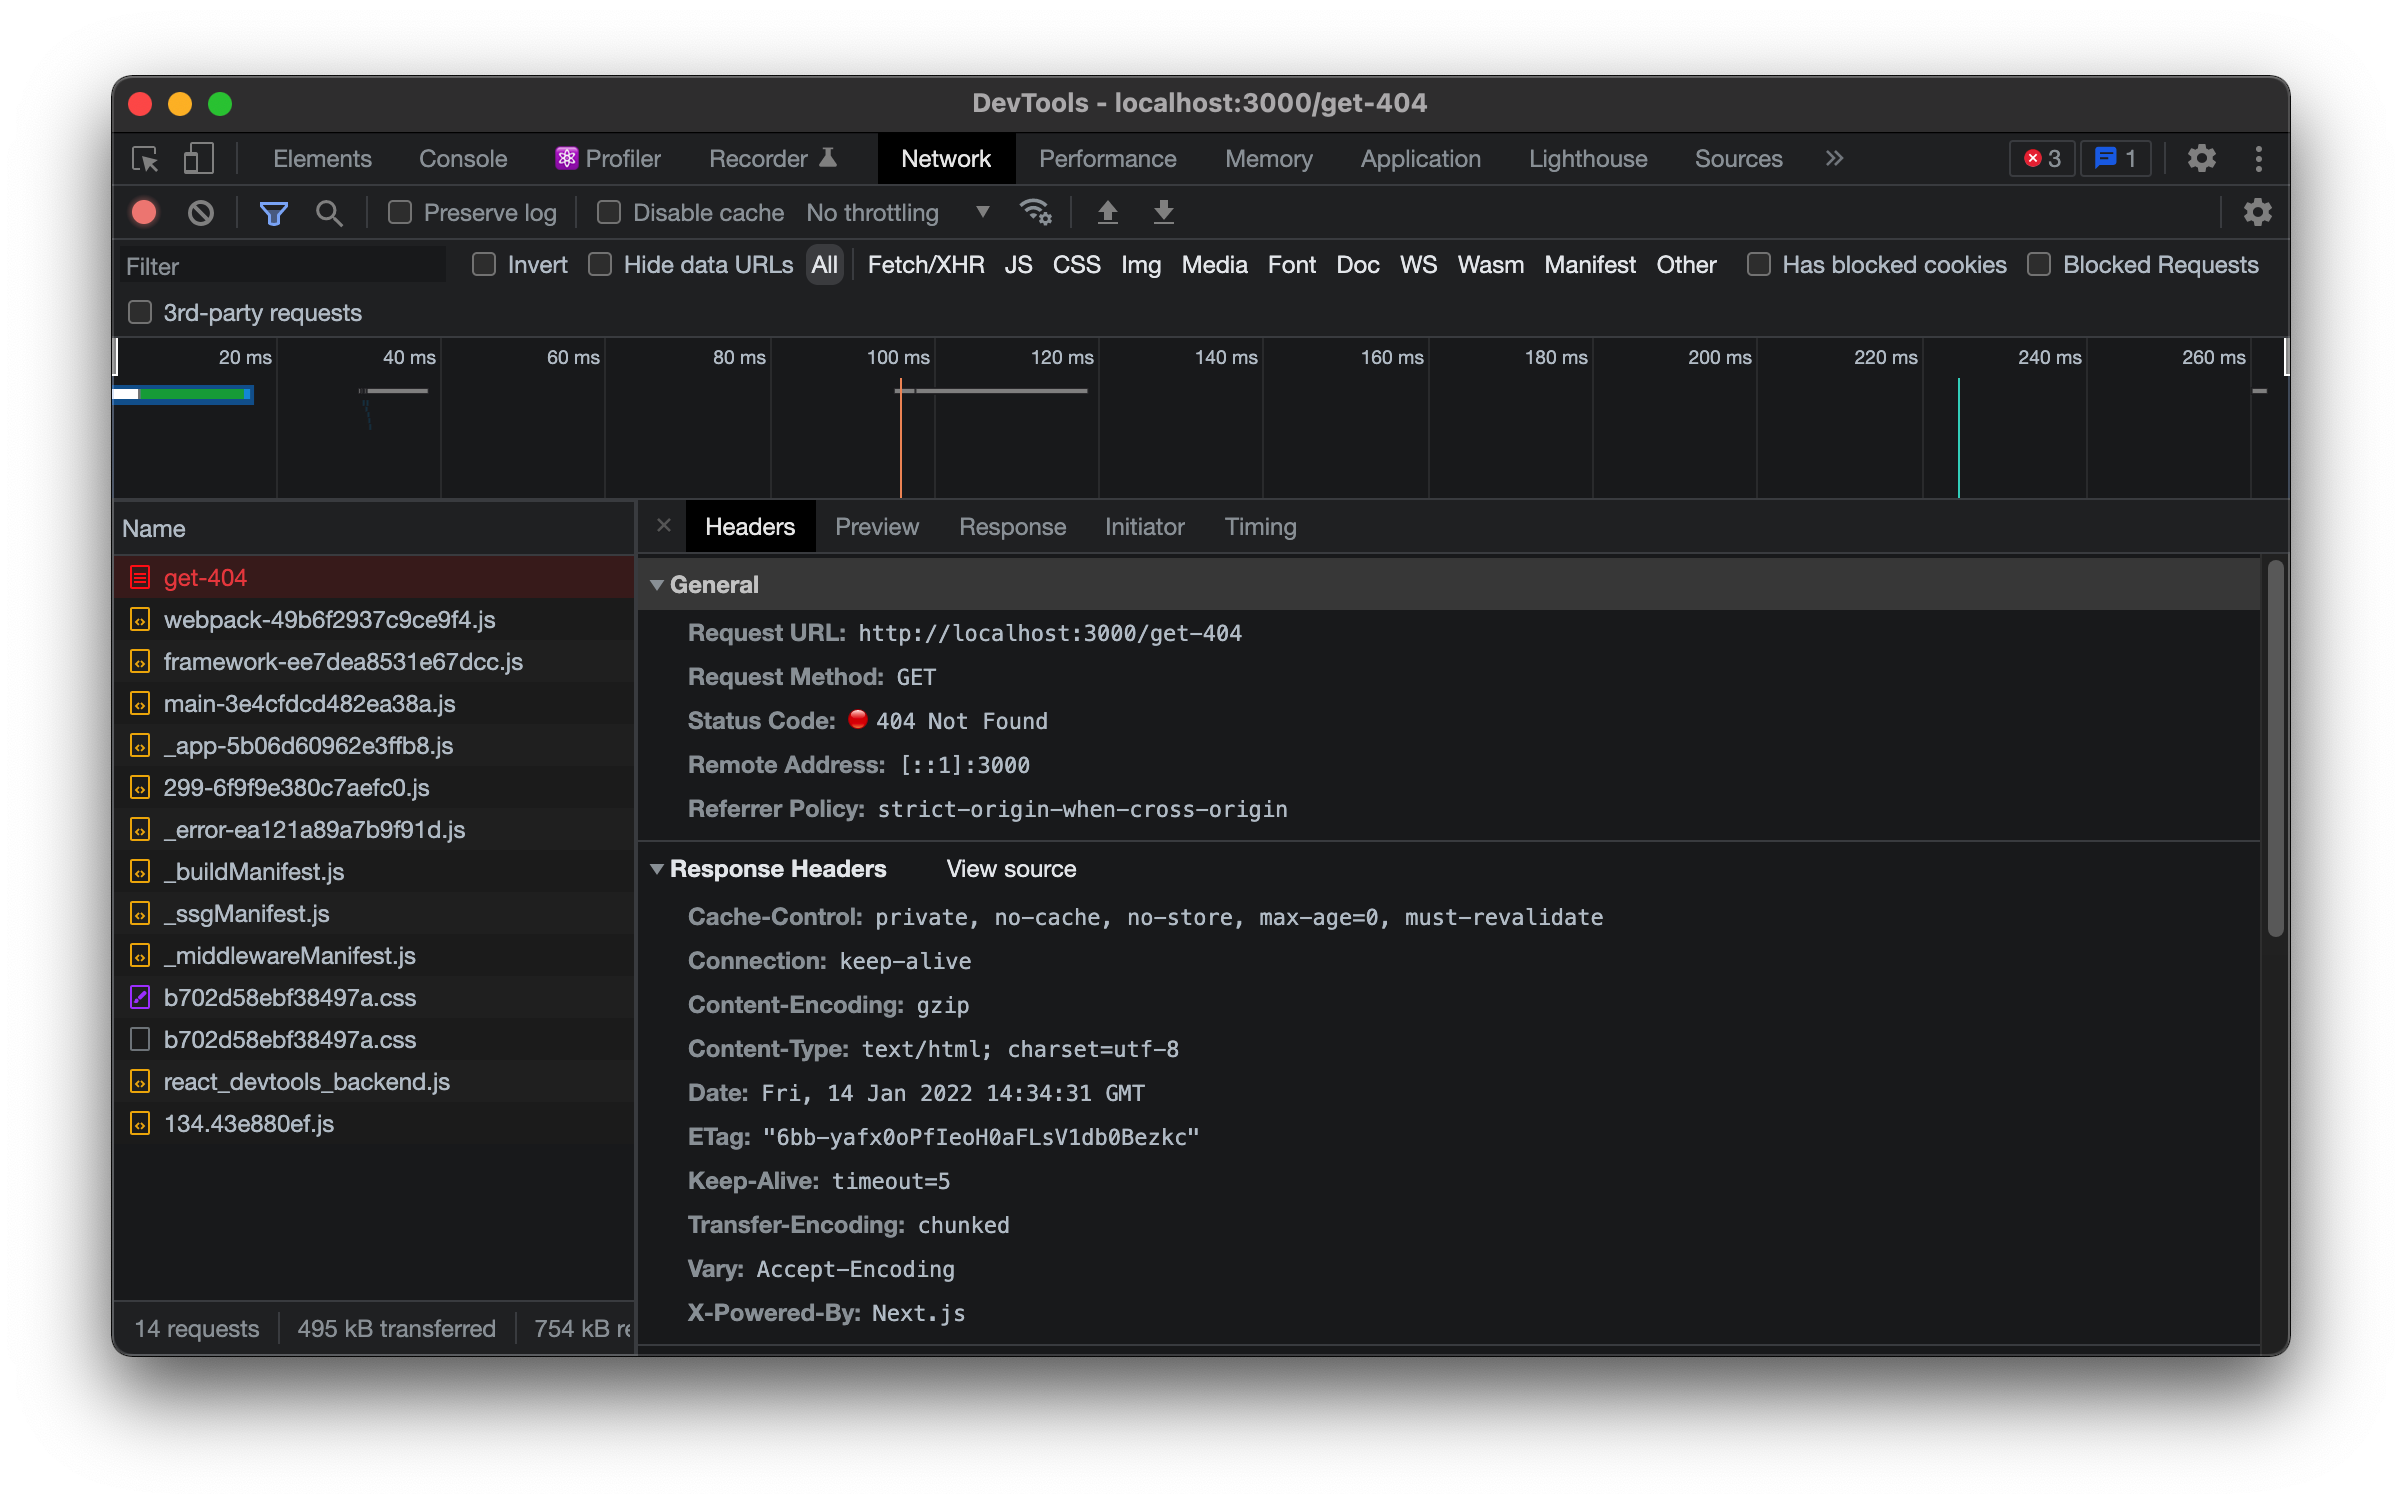 DevTools - localhost:3000/get-404
Elements Console Profiler Recorder Network Performance Memory Application Lighthouse Sources » 3 1
Preserve log Disable cache No throttling
Filter Invert Hide data URLs All Fetch/XHR JS CSS Img Media Font Doc WS Wasm Manifest Other Has blocked cookies Blocked Requests
3rd-party requests
20 ms 40 ms 60 ms 80 ms 100 ms 120 ms 140 ms 160 ms 180 ms 200 ms 220 ms 240 ms 260 ms
Name
get-404
webpack-49b6f2937c9ce9f4.js
framework-ee7dea8531e67dcc.js
main-3e4cfdcd482ea38a.js
_app-5b06d60962e3ffb8.js
299-6f9f9e380c7aefc0.js
_error-ea121a89a7b9f91d.js
_buildManifest.js
_ssgManifest.js
_middlewareManifest.js
b702d58ebf38497a.css
b702d58ebf38497a.css
react_devtools_backend.js
134.43e880ef.js
14 requests 495 kB transferred 754 kB
Headers Preview Response Initiator Timing
General
Request URL: http://localhost:3000/get-404
Request Method: GET
Status Code: 404 Not Found
Remote Address: [::1]:3000
Referrer Policy: strict-origin-when-cross-origin
Response Headers View source
Cache-Control: private, no-cache, no-store, max-age=0, must-revalidate
Connection: keep-alive
Content-Encoding: gzip
Content-Type: text/html; charset=utf-8
Date: Fri, 14 Jan 2022 14:34:31 GMT
ETag: "6bb-yafx0oPfIeoH0aFLsV1db0Bezkc"
Keep-Alive: timeout=5
Transfer-Encoding: chunked
Vary: Accept-Encoding
X-Powered-By: Next.js